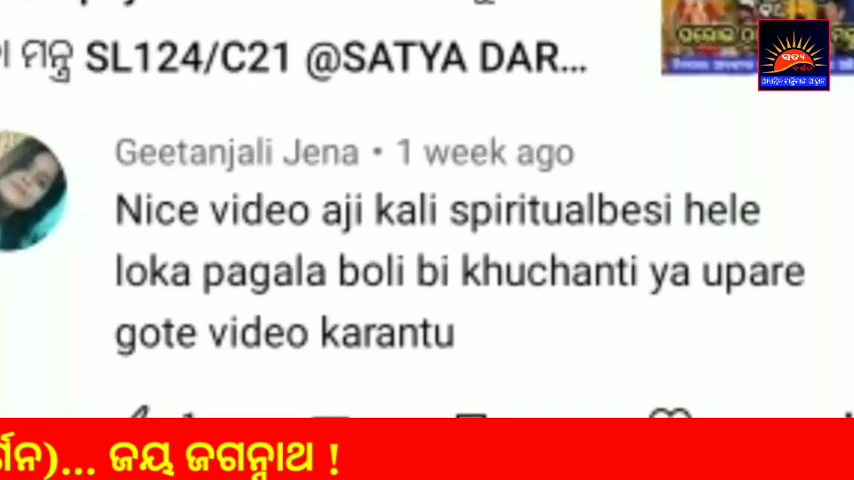 ମନ୍ତ୍ର SL124/C21 @SATYA DAR...
ସତ୍ୟ
Geetanjali Jena • 1 week ago
Nice video aji kali spiritualbesi hele
loka pagala boli bi khuchanti ya upare
gote video karantu
ର୍ଶନ)... ଜୟ ଜଗନ୍ନାଥ !